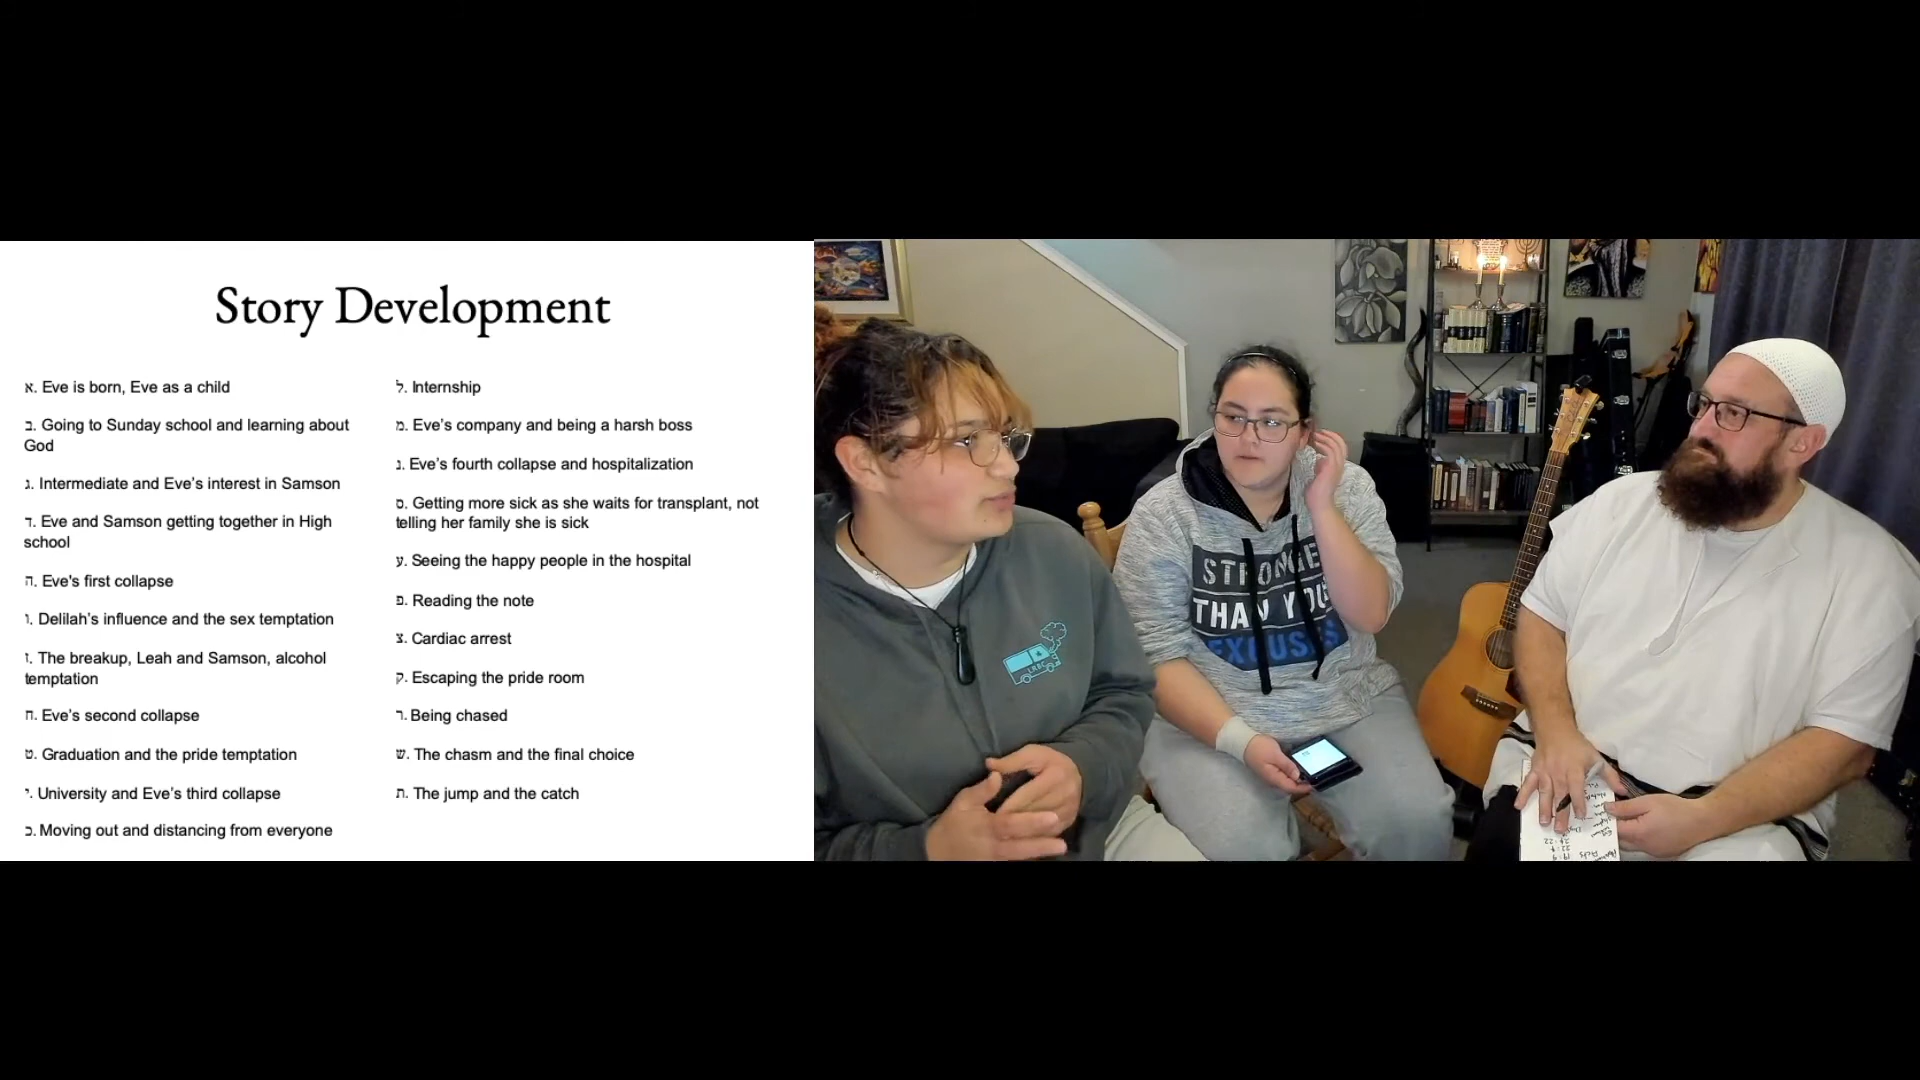 Story Development
א. Eve is born, Eve as a child
ב. Going to Sunday school and learning about
God
ג. Intermediate and Eve's interest in Samson
ד. Eve and Samson getting together in High
school
ה. Eve's first collapse
ו. Delilah's influence and the sex temptation
ז. The breakup, Leah and Samson, alcohol
temptation
ח. Eve's second collapse
ט. Graduation and the pride temptation
י. University and Eve's third collapse
כ. Moving out and distancing from everyone
ל. Internship
מ. Eve's company and being a harsh boss
נ. Eve's fourth collapse and hospitalization
ס. Getting more sick as she waits for transplant, not
telling her family she is sick
ע. Seeing the happy people in the hospital
פ. Reading the note
צ. Cardiac arrest
ק. Escaping the pride room
ר. Being chased
ש. The chasm and the final choice
ת. The jump and the catch
STRONGE
THAN YOU
EXCUS